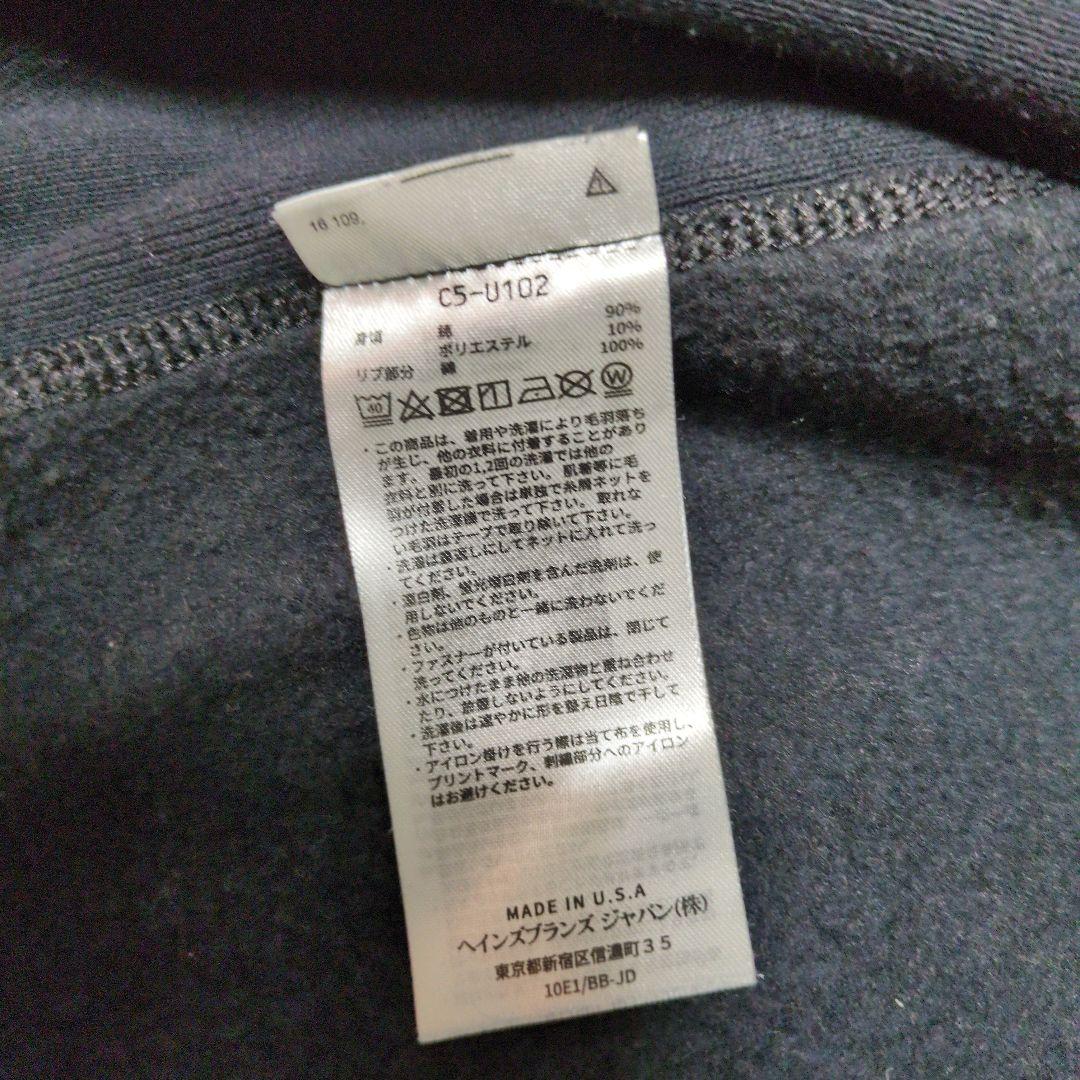 16 109.
C5-U102
身頃 綿 90%
ポリエステル 10%
リブ部分 綿 100%
40 W
・この商品は、着用や洗濯により毛羽落ち
が生じ、他の衣料に付着することがあり
ます。最初の1,2回の洗濯では他の
衣料と別に洗って下さい。肌着等に毛
羽が付着した場合は単独で糸屑ネットを
つけた洗濯機で洗って下さい。取れな
い毛羽はテープで取り除いて下さい。
・洗濯は裏返しにしてネットに入れて洗っ
てください。
・漂白剤、蛍光増白剤を含んだ洗剤は、使
用しないでください。
・色物は他のものと一緒に洗わないでくだ
さい。
・ファスナーが付いている製品は、閉じて
洗ってください。
・水につけたまま他の洗濯物と重ね合わせ
たり、放置しないようにしてください。
・洗濯後は速やかに形を整え日陰で干して
下さい。
・アイロン掛けを行う際は当て布を使用し、
プリントマーク、刺繍部分へのアイロン
はお避けください。
MADE IN U.S.A
ヘインズブランズ ジャパン(株)
東京都新宿区信濃町35
10E1/BB-JD